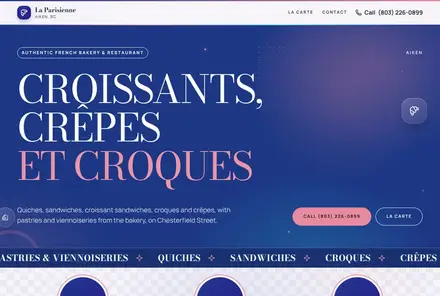 La Parisienne
AIKEN, SC
LA CARTE
CONTACT
Call (803) 226-0899
AUTHENTIC FRENCH BAKERY & RESTAURANT
AIKEN
CROISSANTS,
CRÊPES
ET CROQUES
Quiches, sandwiches, croissant sandwiches, croques and crêpes, with
pastries and viennoiseries from the bakery, on Chesterfield Street.
CALL (803) 226-0899
LA CARTE
ASTRIES & VIENNOISERIES QUICHES SANDWICHES CROQUES CRÊPES